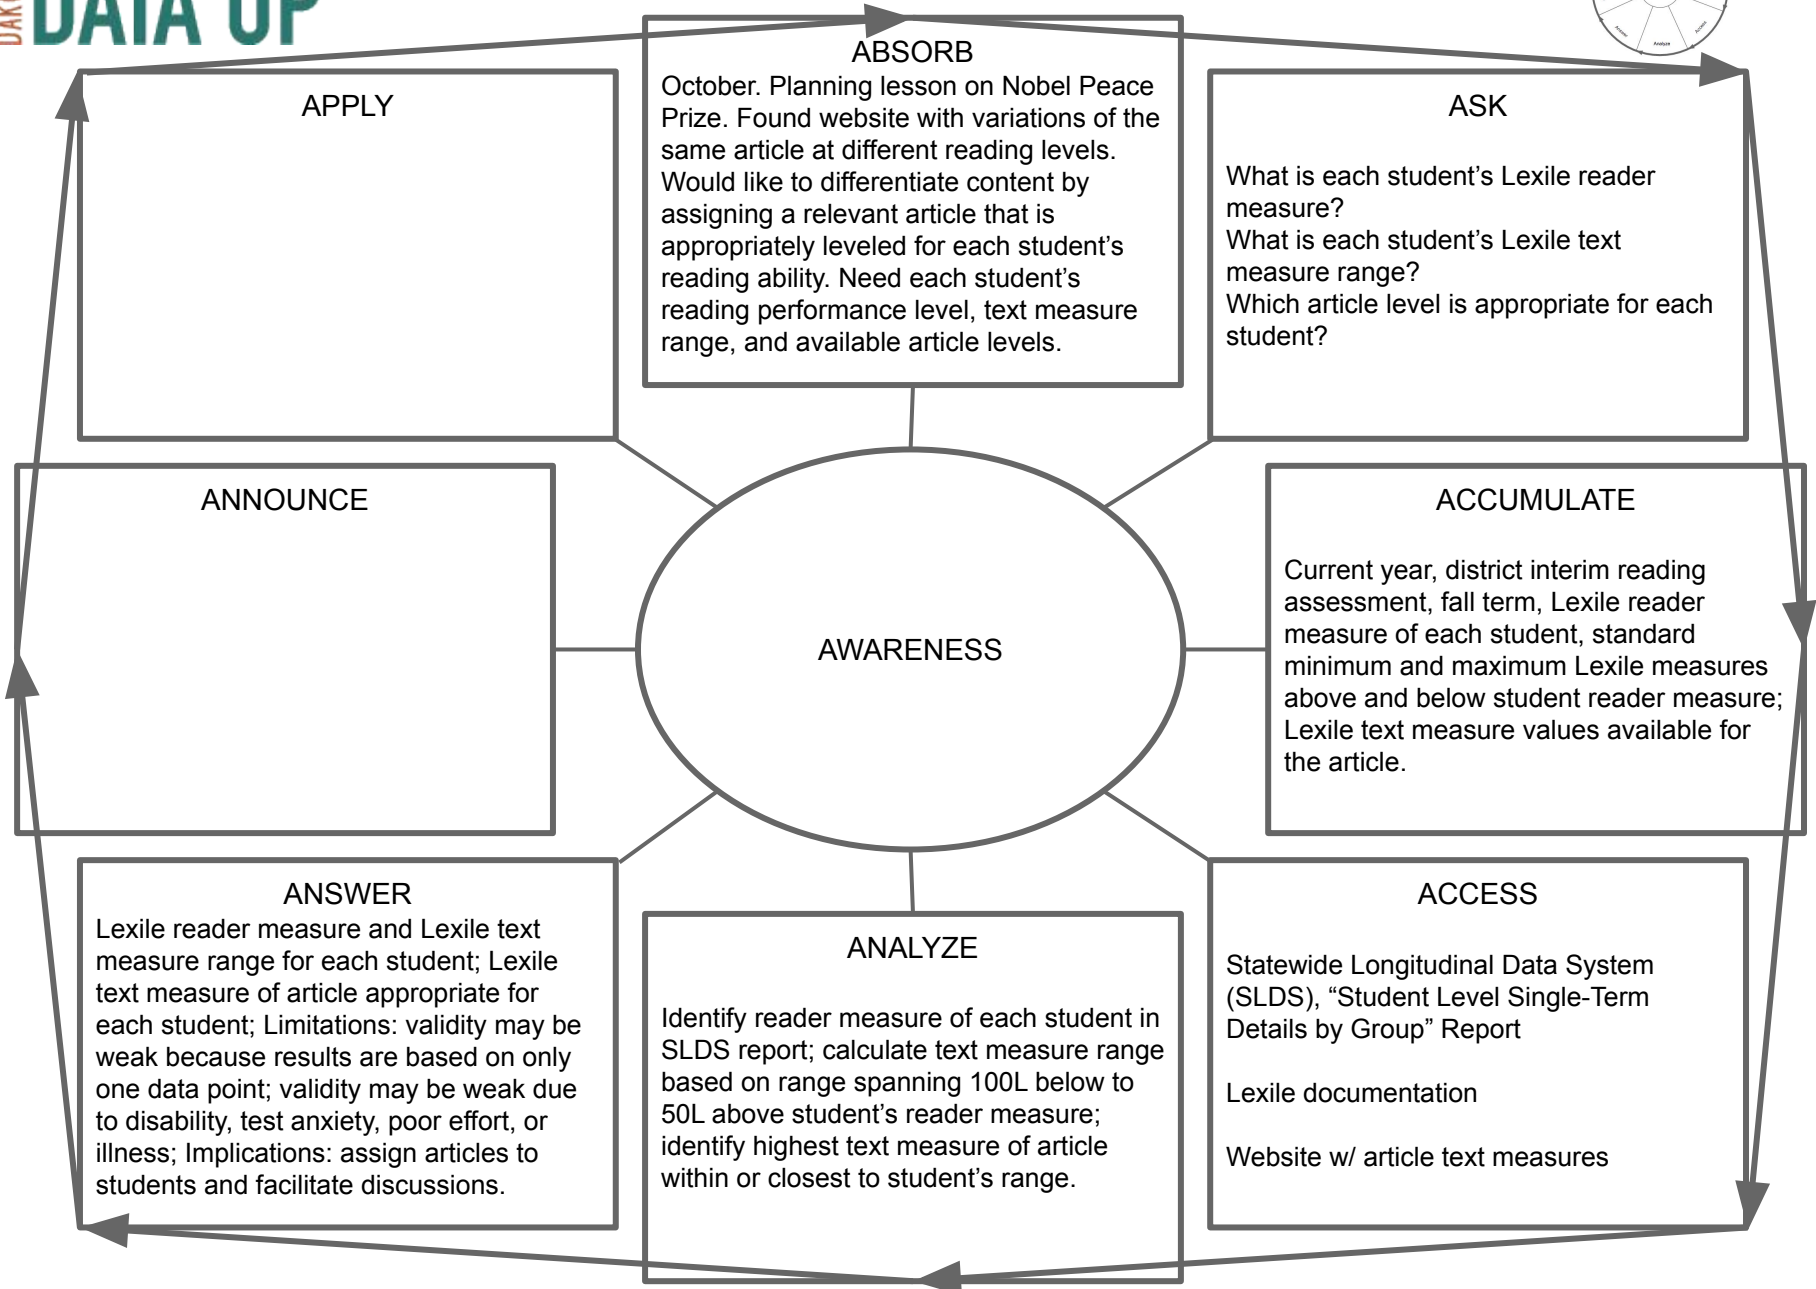 DATA UP
ABSORB
October. Planning lesson on Nobel Peace
Prize. Found website with variations of the
same article at different reading levels.
Would like to differentiate content by
assigning a relevant article that is
appropriately leveled for each student’s
reading ability. Need each student’s
reading performance level, text measure
range, and available article levels.
ASK
What is each student’s Lexile reader
measure?
What is each student’s Lexile text
measure range?
Which article level is appropriate for each
student?
ACCUMULATE
Current year, district interim reading
assessment, fall term, Lexile reader
measure of each student, standard
minimum and maximum Lexile measures
above and below student reader measure;
Lexile text measure values available for
the article.
ACCESS
Statewide Longitudinal Data System
(SLDS), “Student Level Single-Term
Details by Group” Report
Lexile documentation
Website w/ article text measures
ANALYZE
Identify reader measure of each student in
SLDS report; calculate text measure range
based on range spanning 100L below to
50L above student’s reader measure;
identify highest text measure of article
within or closest to student’s range.
ANSWER
Lexile reader measure and Lexile text
measure range for each student; Lexile
text measure of article appropriate for
each student; Limitations: validity may be
weak because results are based on only
one data point; validity may be weak due
to disability, test anxiety, poor effort, or
illness; Implications: assign articles to
students and facilitate discussions.
ANNOUNCE
APPLY
AWARENESS
Answer
Analyze
Access